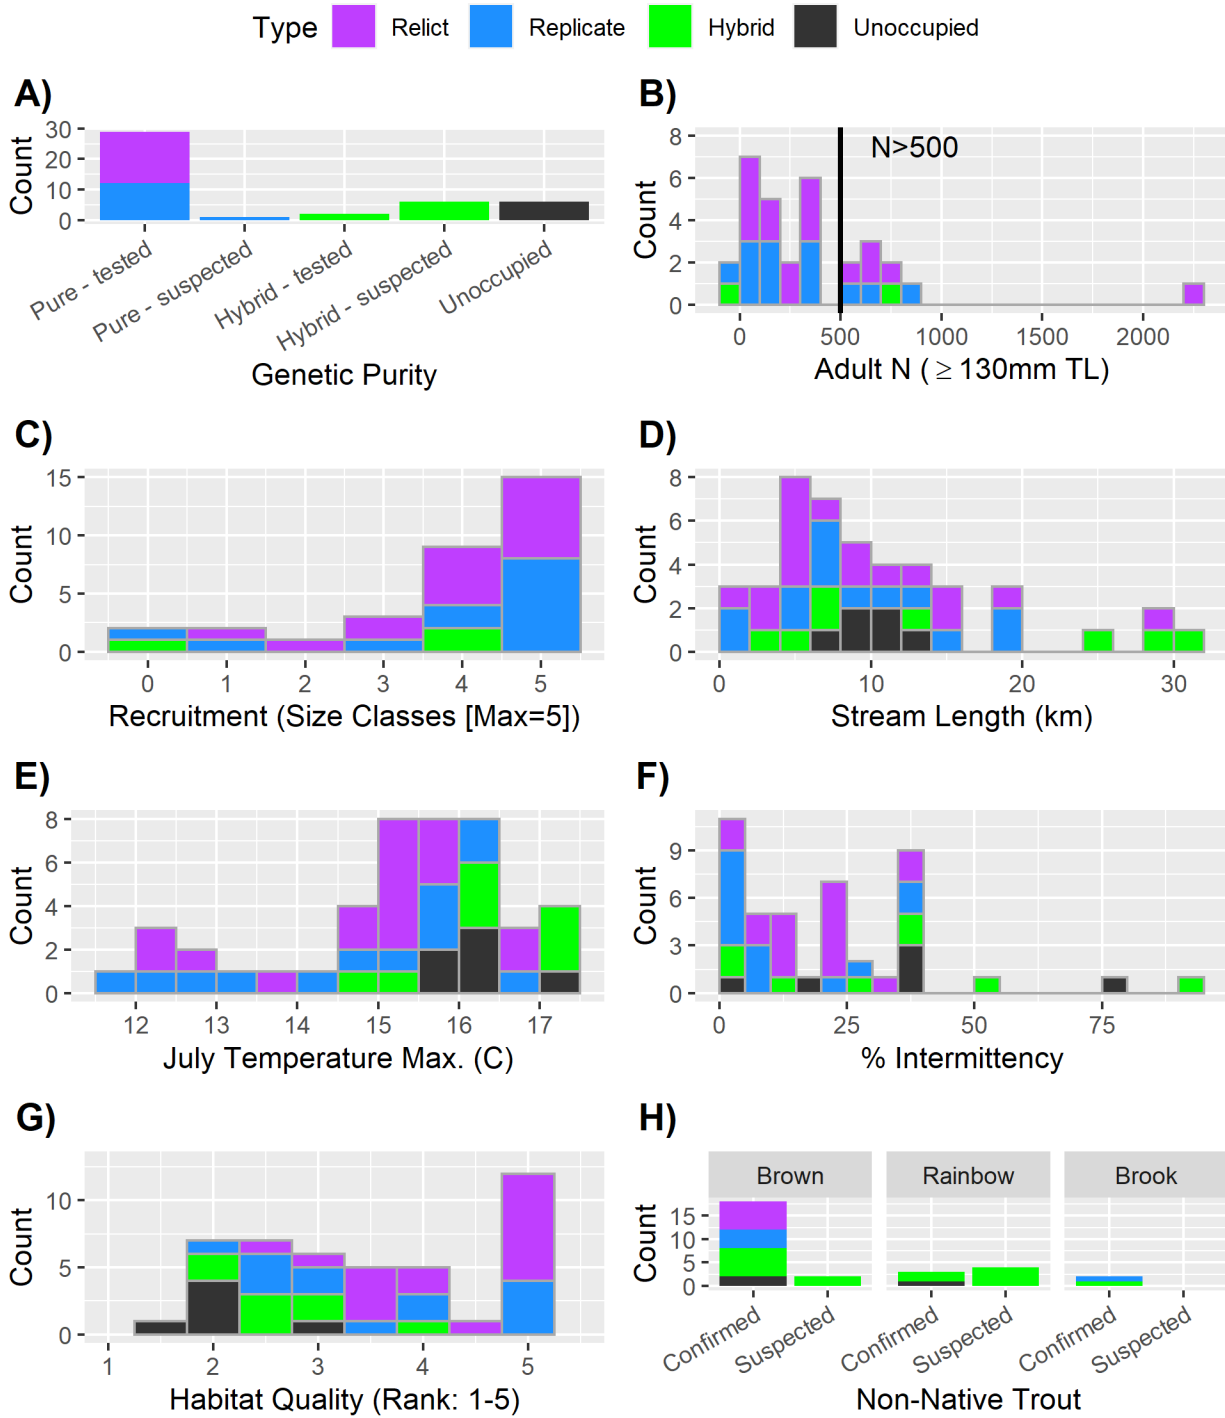 Type Relict Replicate Hybrid Unoccupied
A)
30
20
10
0
Count
Pure - tested
Pure - suspected
Hybrid - tested
Hybrid - suspected
Unoccupied
Genetic Purity
B)
N>500
8
6
4
2
0
Count
0 500 1000 1500 2000
Adult N ( ≥ 130mm TL)
C)
15
10
5
0
Count
0 1 2 3 4 5
Recruitment (Size Classes [Max=5])
D)
8
6
4
2
0
Count
0 10 20 30
Stream Length (km)
E)
8
6
4
2
0
Count
12 13 14 15 16 17
July Temperature Max. (C)
F)
9
6
3
0
Count
0 25 50 75
% Intermittency
G)
10
5
0
Count
1 2 3 4 5
Habitat Quality (Rank: 1-5)
H)
Brown Rainbow Brook
15
10
5
0
Count
Confirmed Suspected Confirmed Suspected Confirmed Suspected
Non-Native Trout